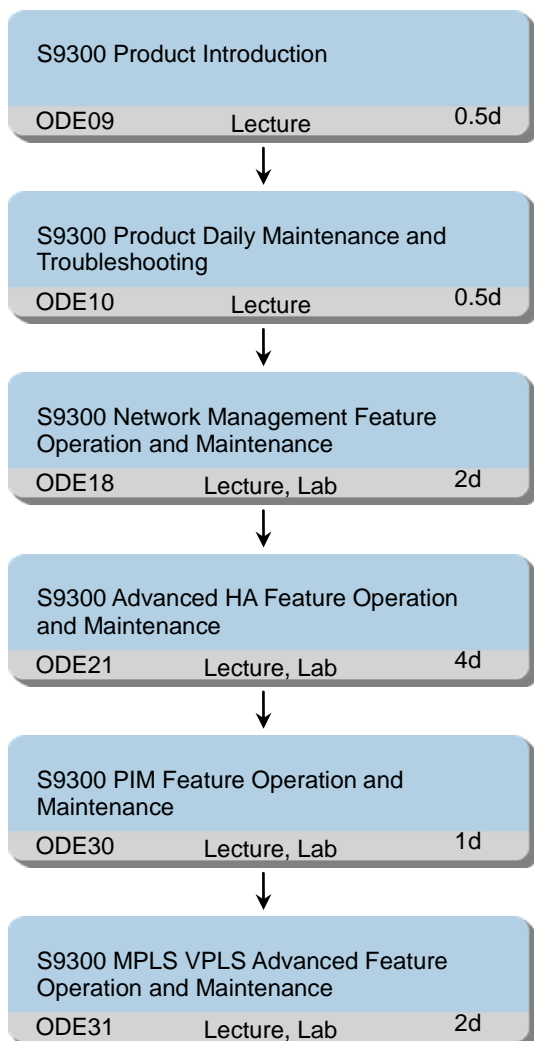 S9300 Product Introduction
ODE09 Lecture 0.5d
S9300 Product Daily Maintenance and
Troubleshooting
ODE10 Lecture 0.5d
S9300 Network Management Feature
Operation and Maintenance
ODE18 Lecture, Lab 2d
S9300 Advanced HA Feature Operation
and Maintenance
ODE21 Lecture, Lab 4d
S9300 PIM Feature Operation and
Maintenance
ODE30 Lecture, Lab 1d
S9300 MPLS VPLS Advanced Feature
Operation and Maintenance
ODE31 Lecture, Lab 2d